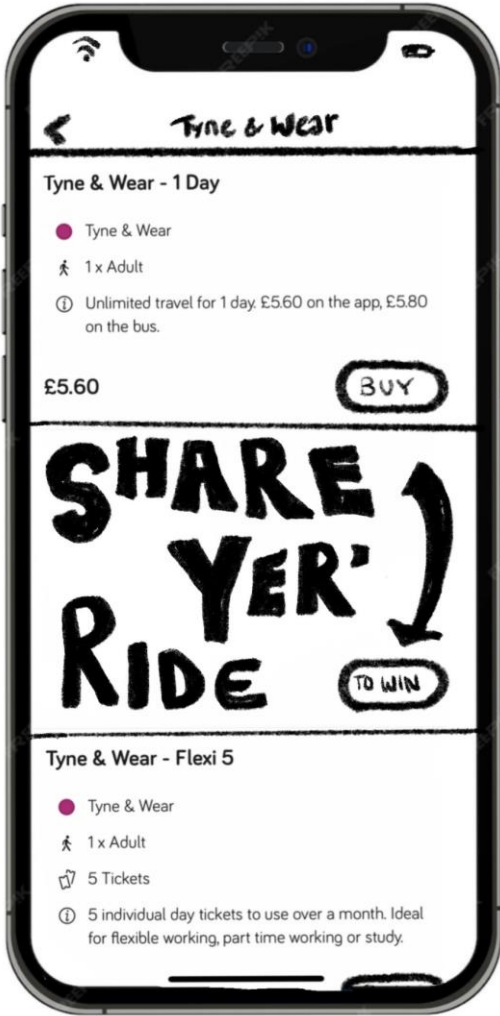 Tyne & Wear
Tyne & Wear - 1 Day
Tyne & Wear
1 x Adult
Unlimited travel for 1 day. £5.60 on the app, £5.80
on the bus.
£5.60
BUY
SHARE
YER'
RIDE
TO WIN
Tyne & Wear - Flexi 5
Tyne & Wear
1 x Adult
5 Tickets
5 individual day tickets to use over a month. Ideal
for flexible working, part time working or study.